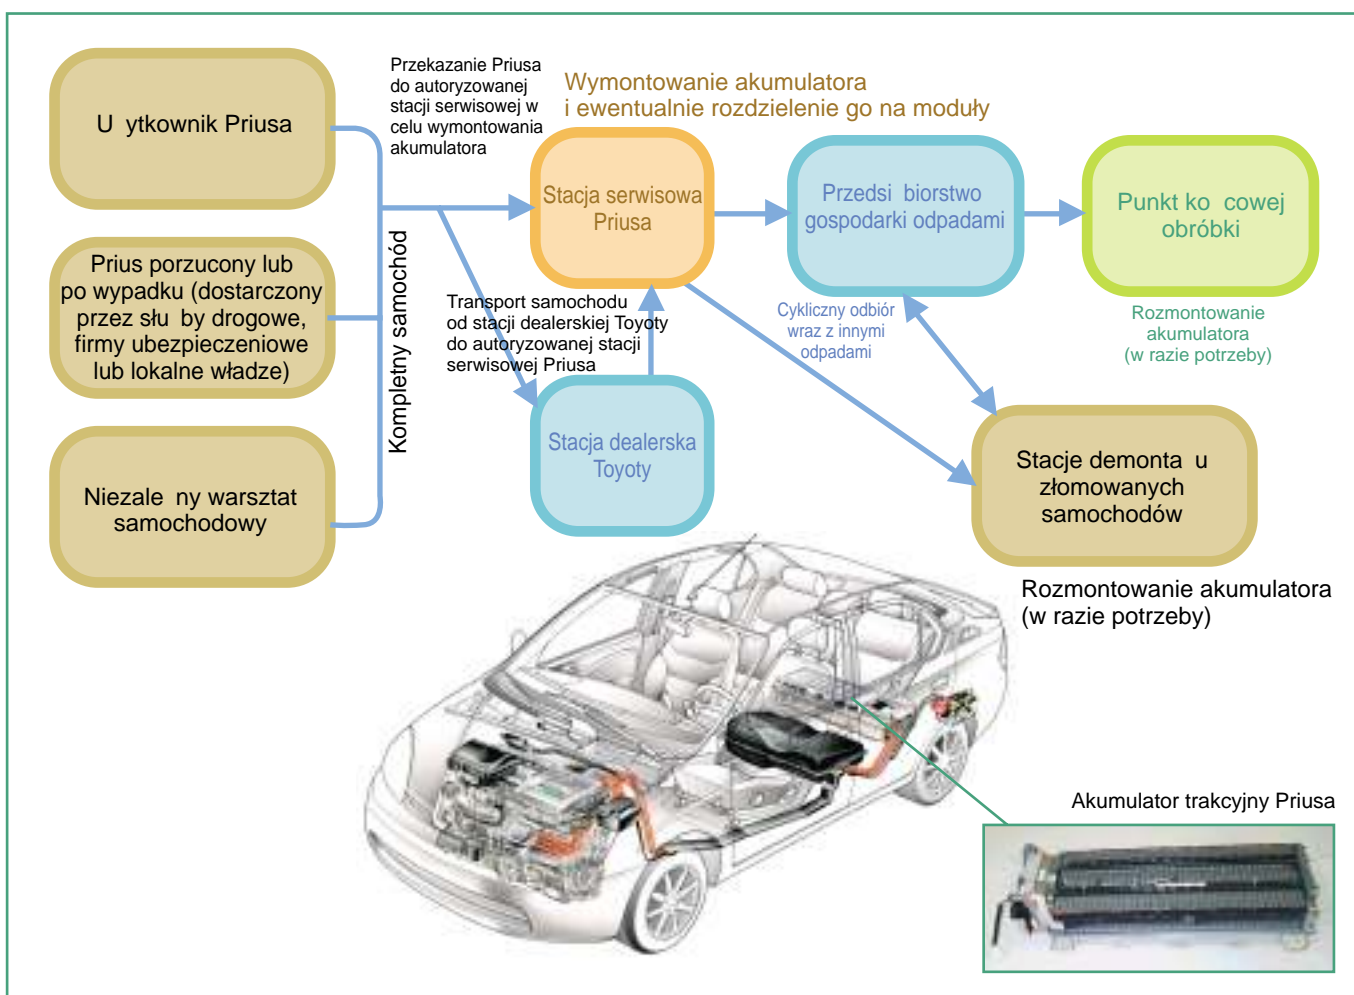 Przekazanie Priusa
do autoryzowanej
stacji serwisowej w
celu wymontowania
akumulatora
Wymontowanie akumulatora
i ewentualnie rozdzielenie go na moduły
U ytkownik Priusa
Prius porzucony lub
po wypadku (dostarczony
przez słu by drogowe,
firmy ubezpieczeniowe
lub lokalne władze)
Niezale ny warsztat
samochodowy
Kompletny samochód
Stacja serwisowa
Priusa
Przedsi biorstwo
gospodarki odpadami
Punkt ko cowej
obróbki
Transport samochodu
od stacji dealerskiej Toyoty
do autoryzowanej stacji
serwisowej Priusa
Cykliczny odbiór
wraz z innymi
odpadami
Rozmontowanie
akumulatora
(w razie potrzeby)
Stacja dealerska
Toyoty
Stacje demonta u
złomowanych
samochodów
Rozmontowanie akumulatora
(w razie potrzeby)
Akumulator trakcyjny Priusa